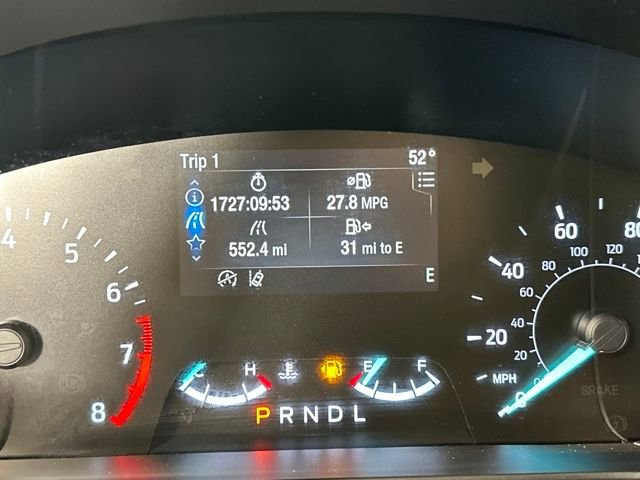 Trip 1 52°
1727:09:53 27.8 MPG
552.4 mi 31 mi to E
E
4 5 6 7 8
H E F
P R N D L
0 20 40 60 80
MPH
0 20 40 60 80 100 120
BRAKE